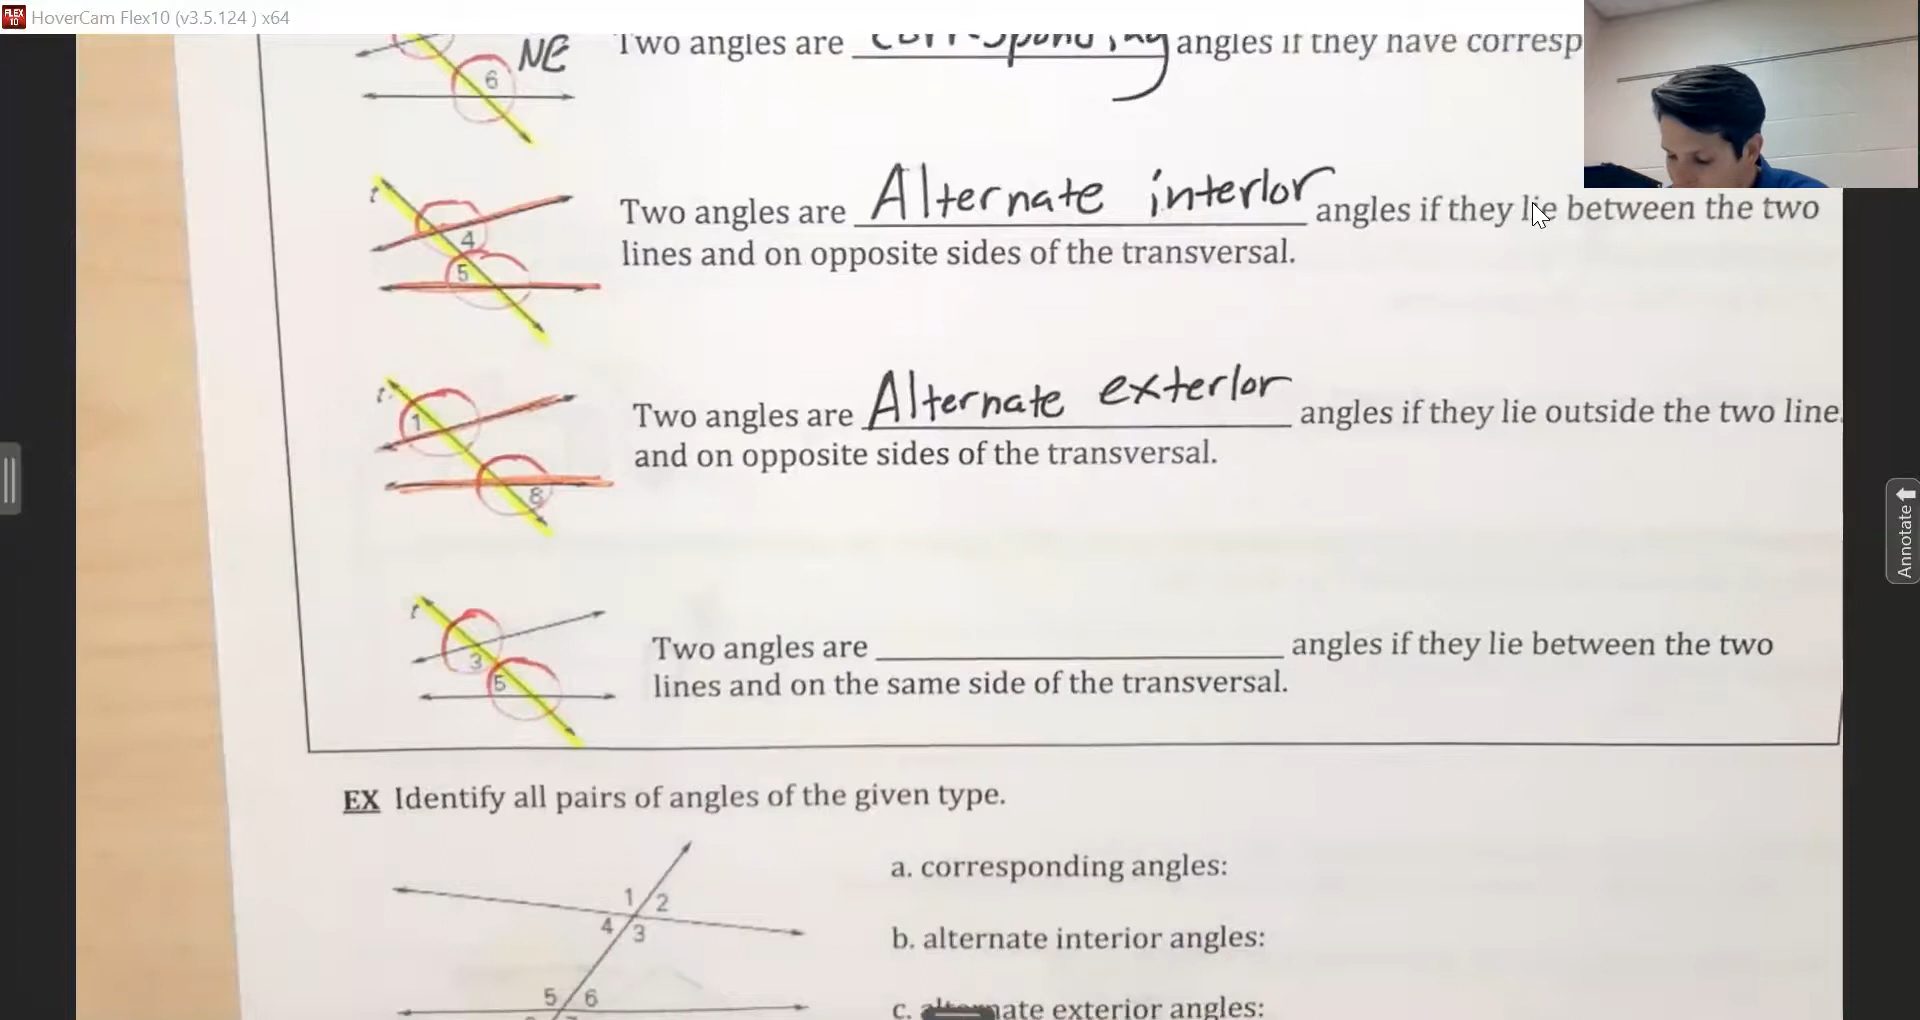 HoverCam Flex10 (v3.5.124 ) x64
NE
6
Two angles are corresponding angles if they have corresp
t
4
5
Two angles are Alternate interior angles if they lie between the two
lines and on opposite sides of the transversal.
t
1
8
Two angles are Alternate exterior angles if they lie outside the two line
and on opposite sides of the transversal.
t
3
5
Two angles are ____________ angles if they lie between the two
lines and on the same side of the transversal.
EX Identify all pairs of angles of the given type.
1 2
4 3
5 6
a. corresponding angles:
b. alternate interior angles:
c. alternate exterior angles:
Annotate